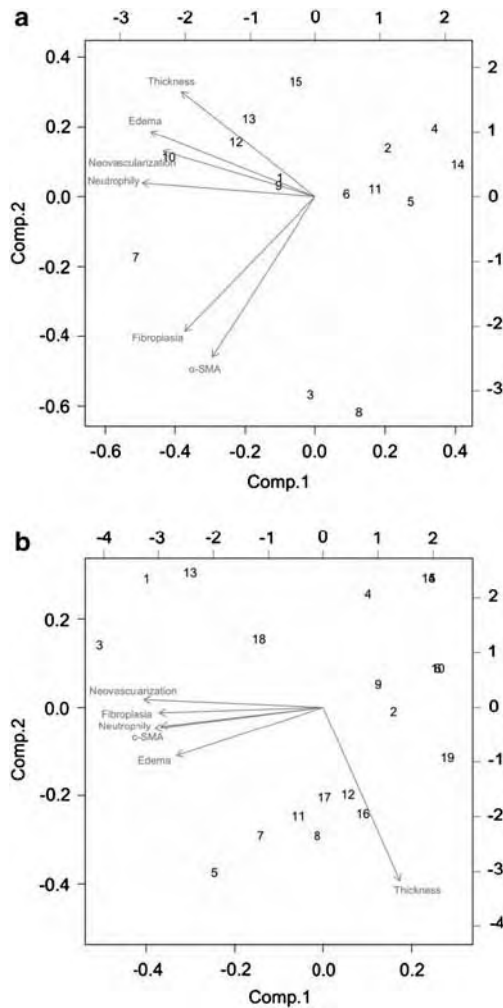 a
-3 -2 -1 0 1 2
0.4
0.2
0.0
-0.2
-0.4
-0.6
Comp.2
2
1
0
-1
-2
-3
Thickness
Edema
Neovascularization
Neutrophily
Fibroplasia
α-SMA
15
13
12
10
1
9
4
2
14
6
11
5
7
3
8
-0.6 -0.4 -0.2 0.0 0.2 0.4
Comp.1
b
-4 -3 -2 -1 0 1 2
0.2
0.0
-0.2
-0.4
Comp.2
2
1
0
-1
-2
-3
-4
1
13
3
18
4
9
2
19
Neovascularization
Fibroplasia
Neutrophily
α-SMA
Edema
17
12
11
16
7
8
5
Thickness
-0.4 -0.2 0.0 0.2
Comp.1